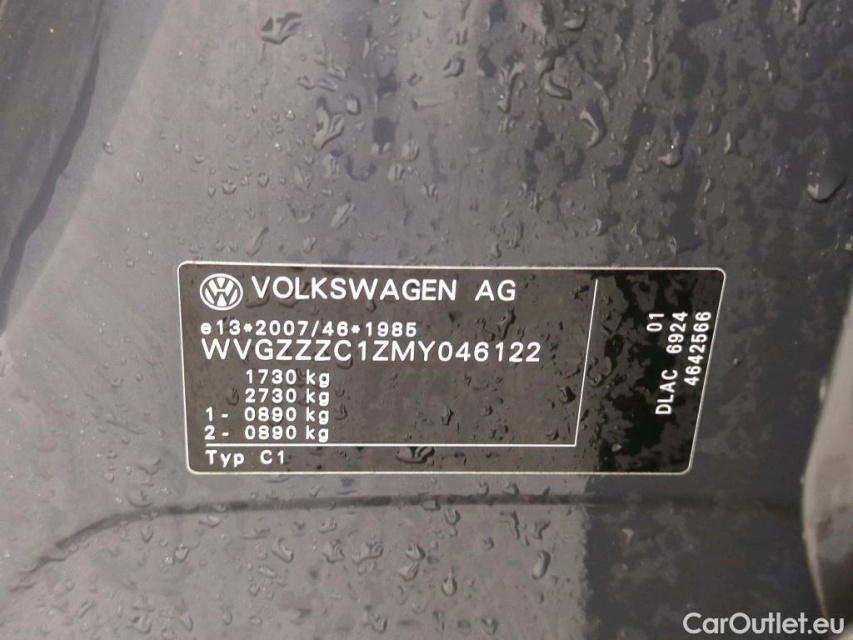 VOLKSWAGEN AG
e13*2007/46*1985
WVGZZZC1ZMY046122
1730 kg
2730 kg
1- 0890 kg
2- 0890 kg
Typ C1
01
DLAC 6924
4642566
CarOutlet.eu